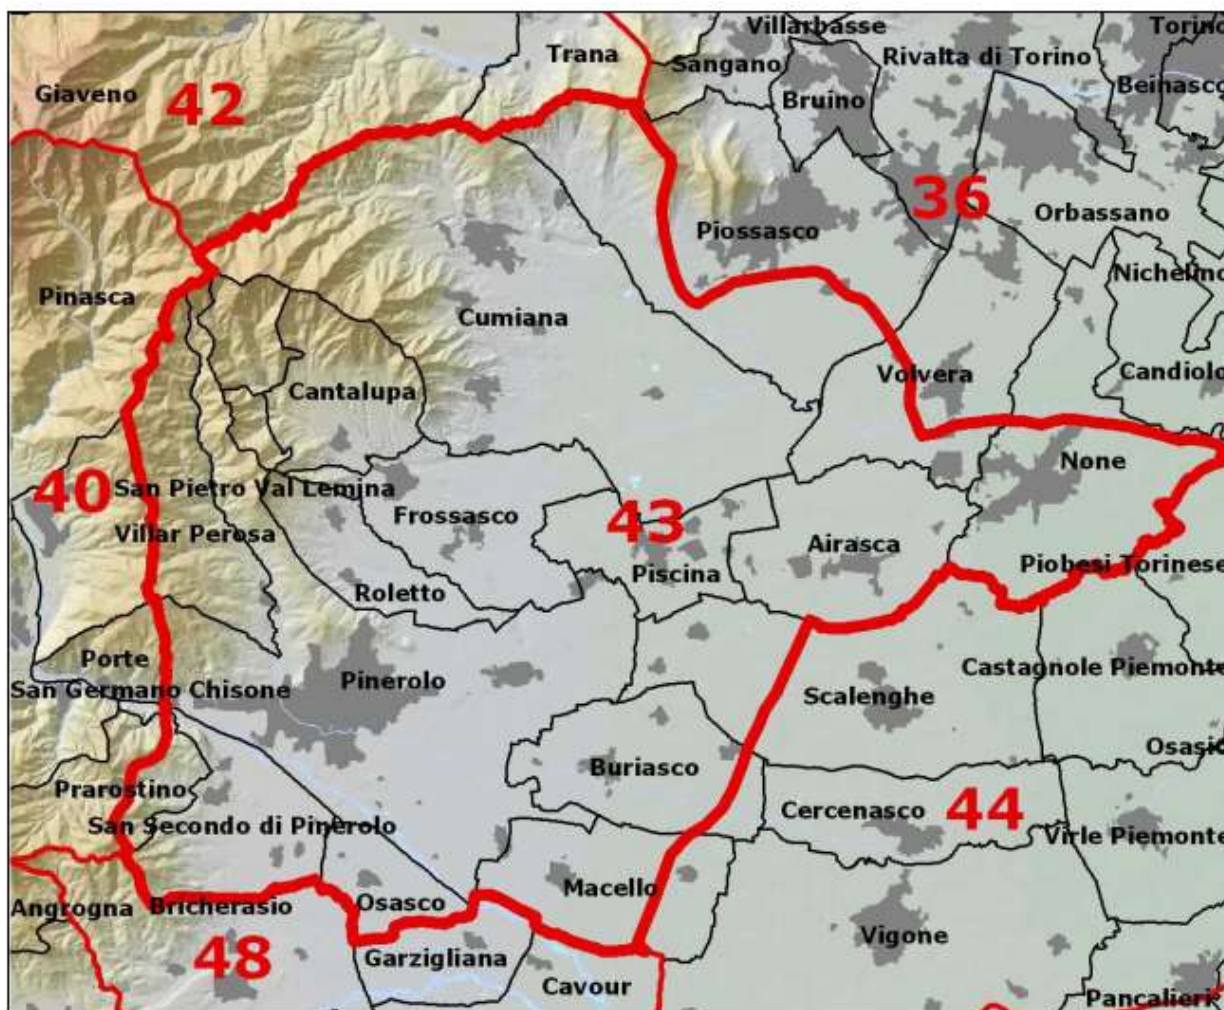 Villarbasse
Torino
Trana
Sangano
Rivalta di Torino
Beinasco
Giaveno
42
Bruino
36
Orbassano
Piossasco
Nichelino
Pinasca
Cumiana
Volvera
Candiolo
Cantalupa
None
40
San Pietro Val Lemina
Frossasco
43
Villar Perosa
Airasca
Piobesi Torinese
Piscina
Roletto
Porte
Pinerolo
Castagnole Piemonte
San Germano Chisone
Scalenghe
Osasio
Buriasco
Prarostino
Cercenasco
44
San Secondo di Pinerolo
Virle Piemonte
Macello
Osasco
Angrogna
Bricherasio
Vigone
48
Garzigliana
Cavour
Pancalieri